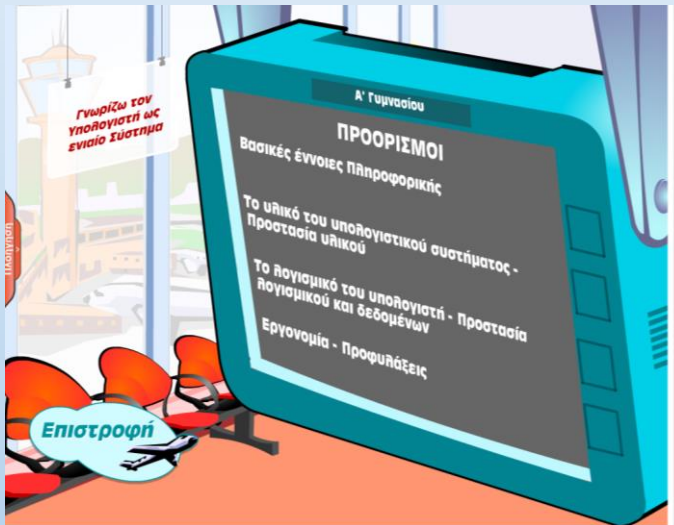 Γνωρίζω τον
Υπολογιστή ως
ενιαίο Σύστημα
Α' Γυμνασίου
ΠΡΟΟΡΙΣΜΟΙ
Βασικές έννοιες Πληροφορικής
Το υλικό του υπολογιστικού συστήματος -
Προστασία υλικού
Το λογισμικό του υπολογιστή - Προστασία
λογισμικού και δεδομένων
Εργονομία - Προφυλάξεις
Επιστροφή